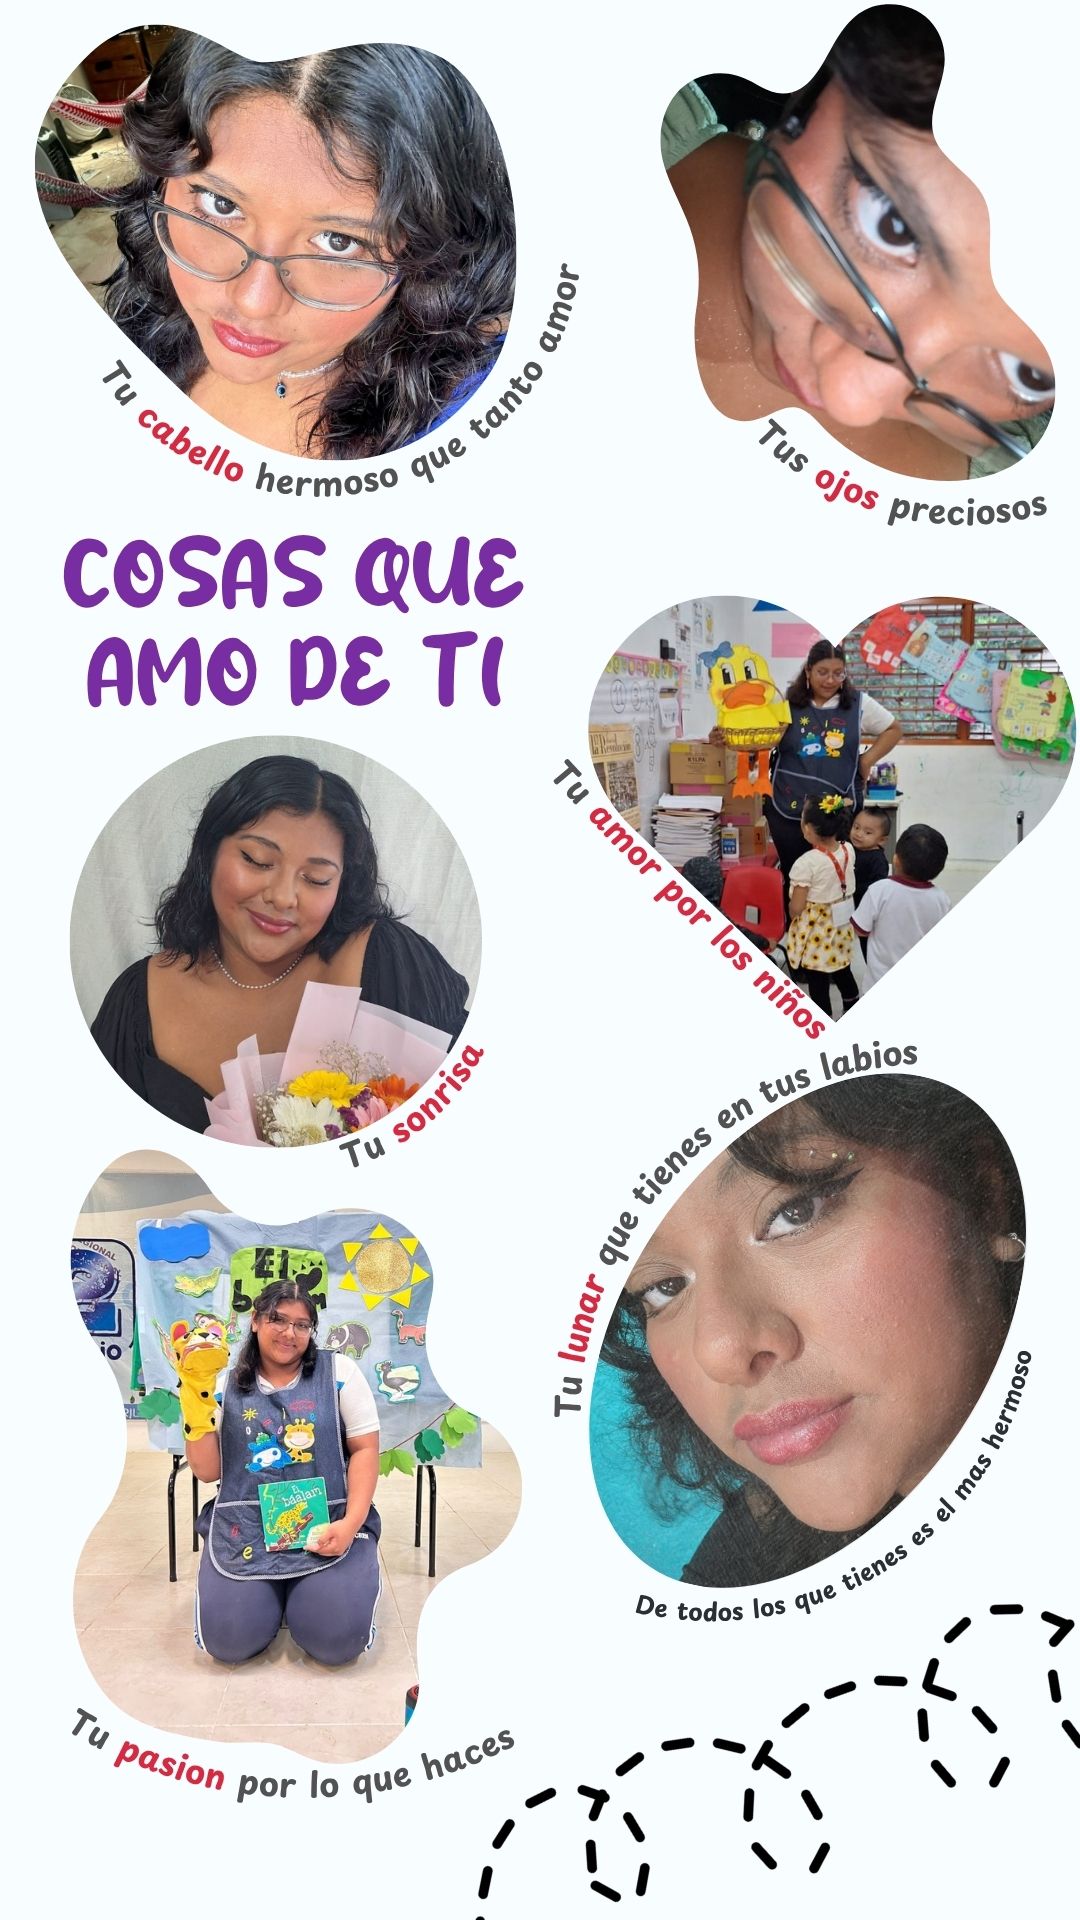 Tu cabello hermoso que tanto amor
Tus ojos preciosos
COSAS QUE
AMO DE TI
Tu amor por los niños
Tu sonrisa
Tu lunar que tienes en tus labios
De todos los que tienes es el mas hermoso
El
báalam
Tu pasion por lo que haces